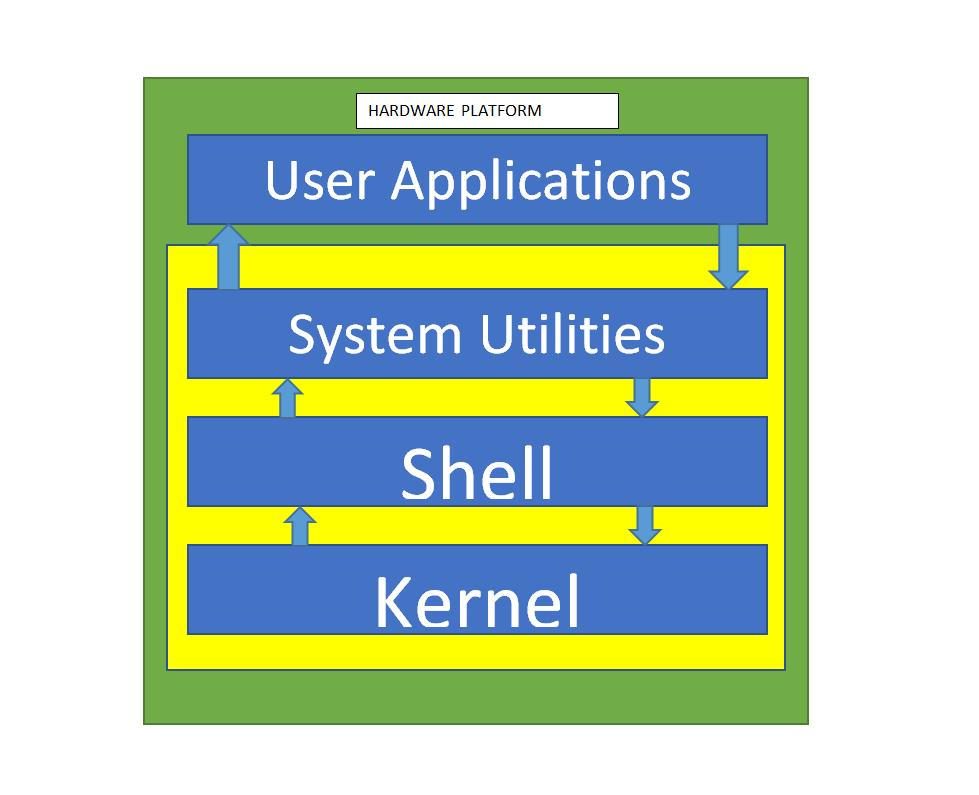 HARDWARE PLATFORM
User Applications
System Utilities
Shell
Kernel